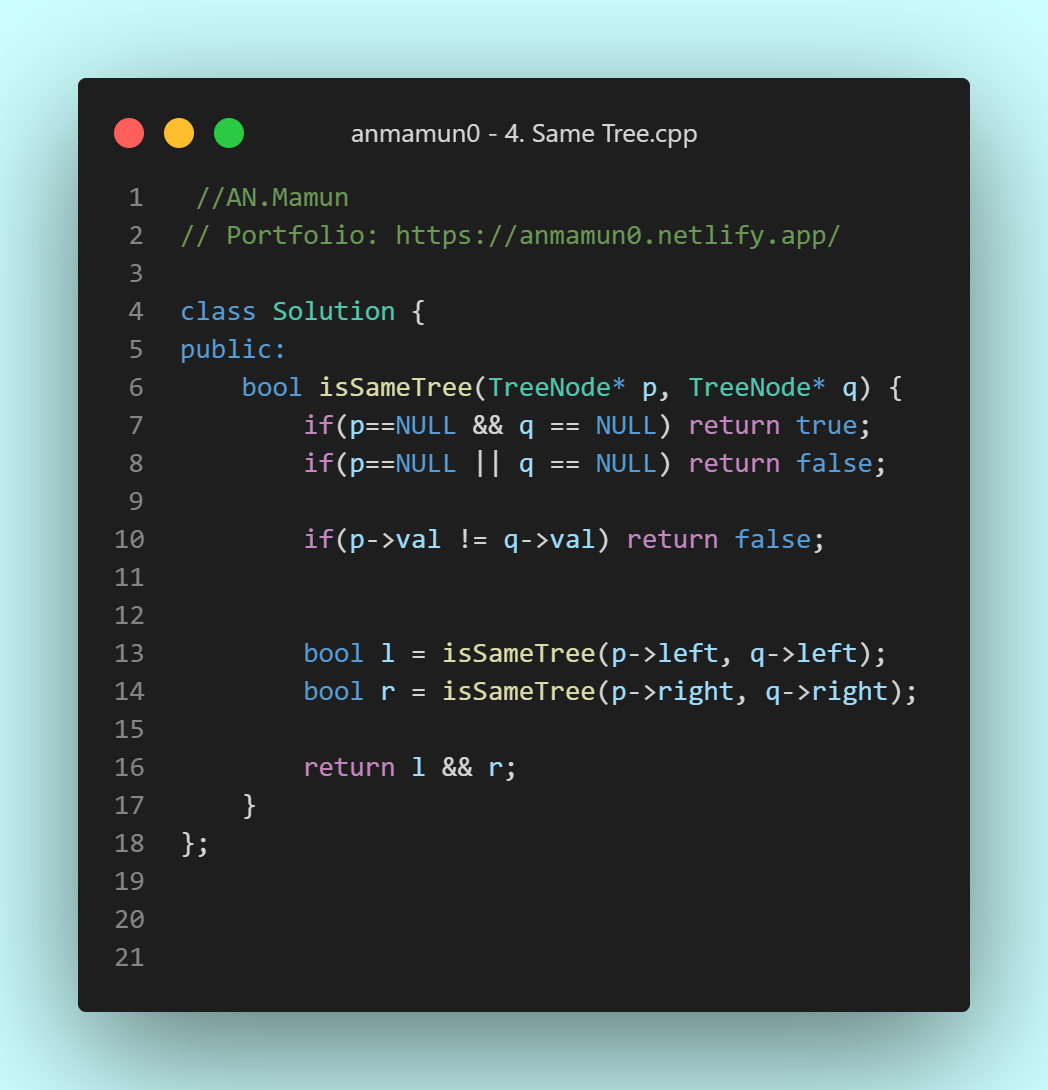 anmamun0 - 4. Same Tree.cpp
1 //AN.Mamun
2 // Portfolio: https://anmamun0.netlify.app/
3
4 class Solution {
5 public:
6 bool isSameTree(TreeNode* p, TreeNode* q) {
7 if(p==NULL && q == NULL) return true;
8 if(p==NULL || q == NULL) return false;
9
10 if(p->val != q->val) return false;
11
12
13 bool l = isSameTree(p->left, q->left);
14 bool r = isSameTree(p->right, q->right);
15
16 return l && r;
17 }
18 };
19
20
21